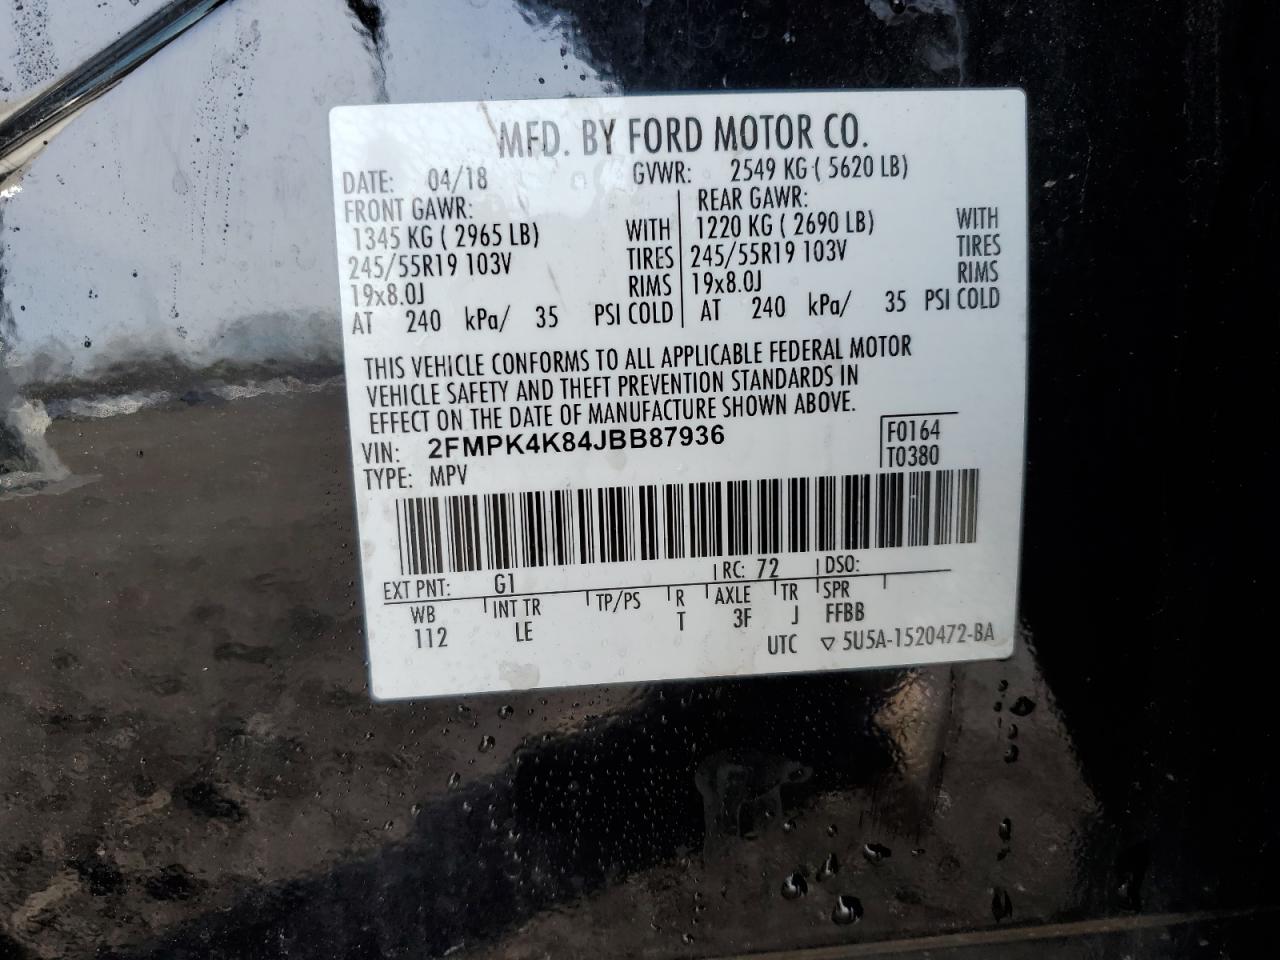 MFD. BY FORD MOTOR CO.
DATE: 04/18 GVWR: 2549 KG ( 5620 LB)
FRONT GAWR: REAR GAWR:
1345 KG ( 2965 LB) WITH 1220 KG ( 2690 LB) WITH
245/55R19 103V TIRES 245/55R19 103V TIRES
19x8.0J RIMS 19x8.0J RIMS
AT 240 kPa/ 35 PSI COLD AT 240 kPa/ 35 PSI COLD
THIS VEHICLE CONFORMS TO ALL APPLICABLE FEDERAL MOTOR
VEHICLE SAFETY AND THEFT PREVENTION STANDARDS IN
EFFECT ON THE DATE OF MANUFACTURE SHOWN ABOVE.
VIN: 2FMPK4K84JBB87936 F0164
TYPE: MPV T0380
EXT PNT: G1 RC: 72 DSO:
WB INT TR TP/PS R AXLE TR SPR
112 LE T 3F J FFBB
UTC ▽ 5U5A-1520472-BA